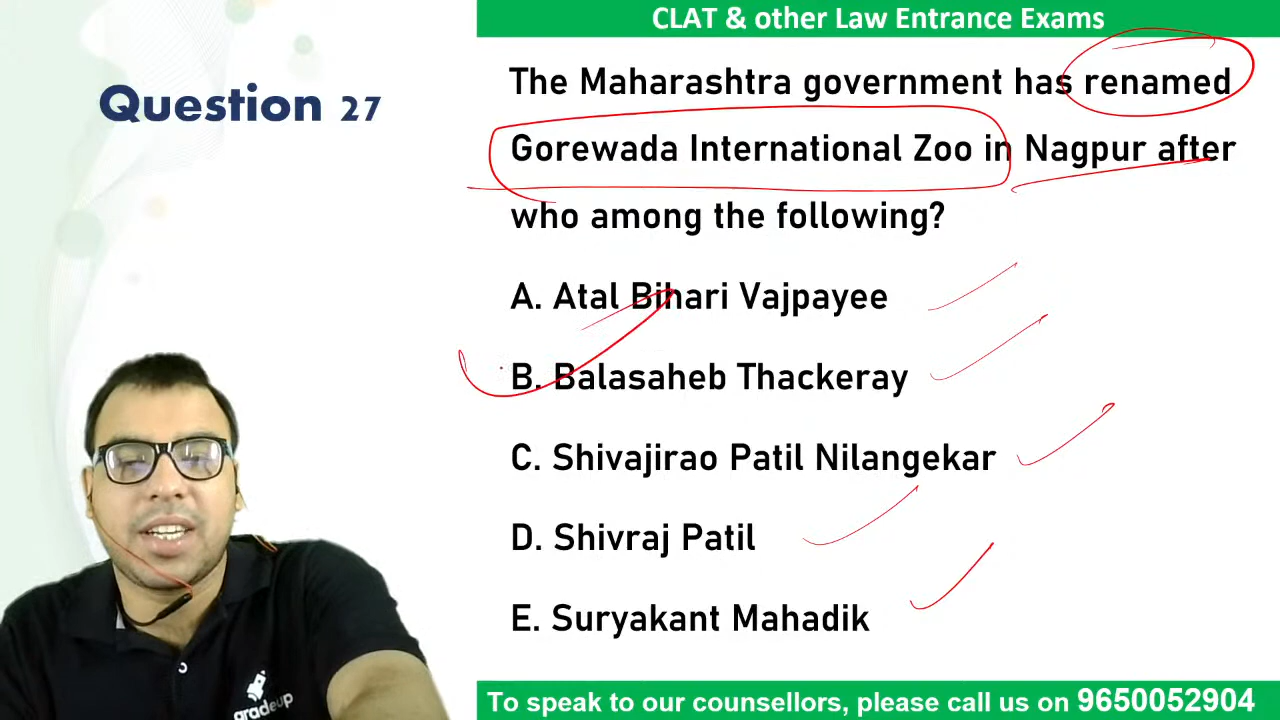 CLAT & other Law Entrance Exams
Question 27
The Maharashtra government has renamed
Gorewada International Zoo in Nagpur after
who among the following?
A. Atal Bihari Vajpayee
B. Balasaheb Thackeray
C. Shivajirao Patil Nilangekar
D. Shivraj Patil
E. Suryakant Mahadik
gradeup
To speak to our counsellors, please call us on 9650052904